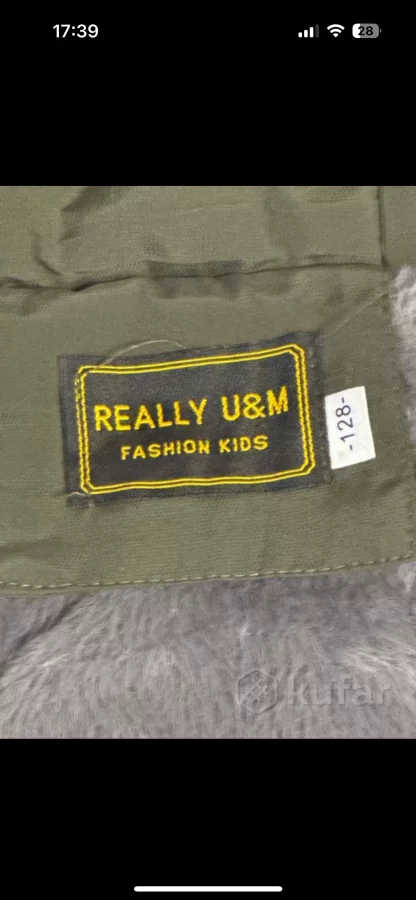 17:39
28
REALLY U&M
FASHION KIDS
-128-
kufar